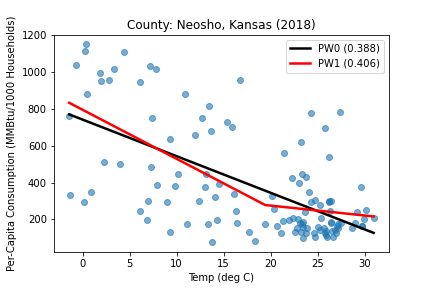 County: Neosho, Kansas (2018)
Per-Capita Consumption (MMBtu/1000 Households)
1200
1000
800
600
400
200
PW0 (0.388)
PW1 (0.406)
0 5 10 15 20 25 30
Temp (deg C)